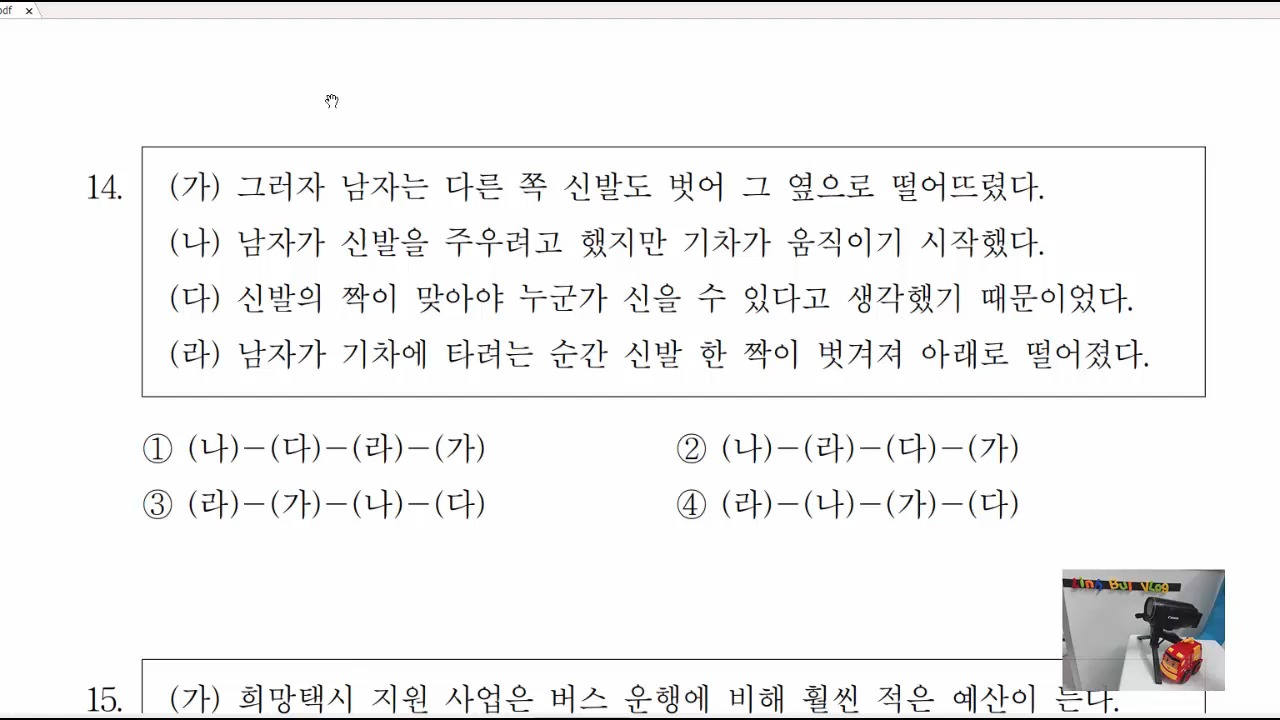 odf ×
14. (가) 그러자 남자는 다른 쪽 신발도 벗어 그 옆으로 떨어뜨렸다.
(나) 남자가 신발을 주우려고 했지만 기차가 움직이기 시작했다.
(다) 신발의 짝이 맞아야 누군가 신을 수 있다고 생각했기 때문이었다.
(라) 남자가 기차에 타려는 순간 신발 한 짝이 벗겨져 아래로 떨어졌다.
① (나)-(다)-(라)-(가) ② (나)-(라)-(다)-(가)
③ (라)-(가)-(나)-(다) ④ (라)-(나)-(가)-(다)
Linh Bul Vlog
Canon
15. (가) 희망택시 지원 사업은 버스 운행에 비해 훨씬 적은 예산이 든다.